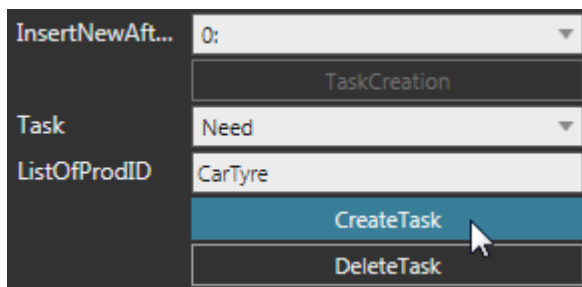 InsertNewAft... 0:
TaskCreation
Task Need
ListOfProdID CarTyre
CreateTask
DeleteTask